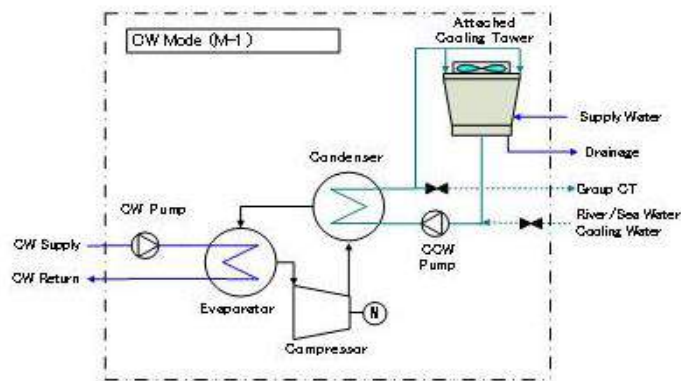 Attached
Cooling Tower
CW Mode (M-1)
Supply Water
Drainage
Condenser
Group CT
CW Pump
River/Sea Water
Cooling Water
CW Supply
CCW
Pump
CW Return
Evaporator
N
Compressor